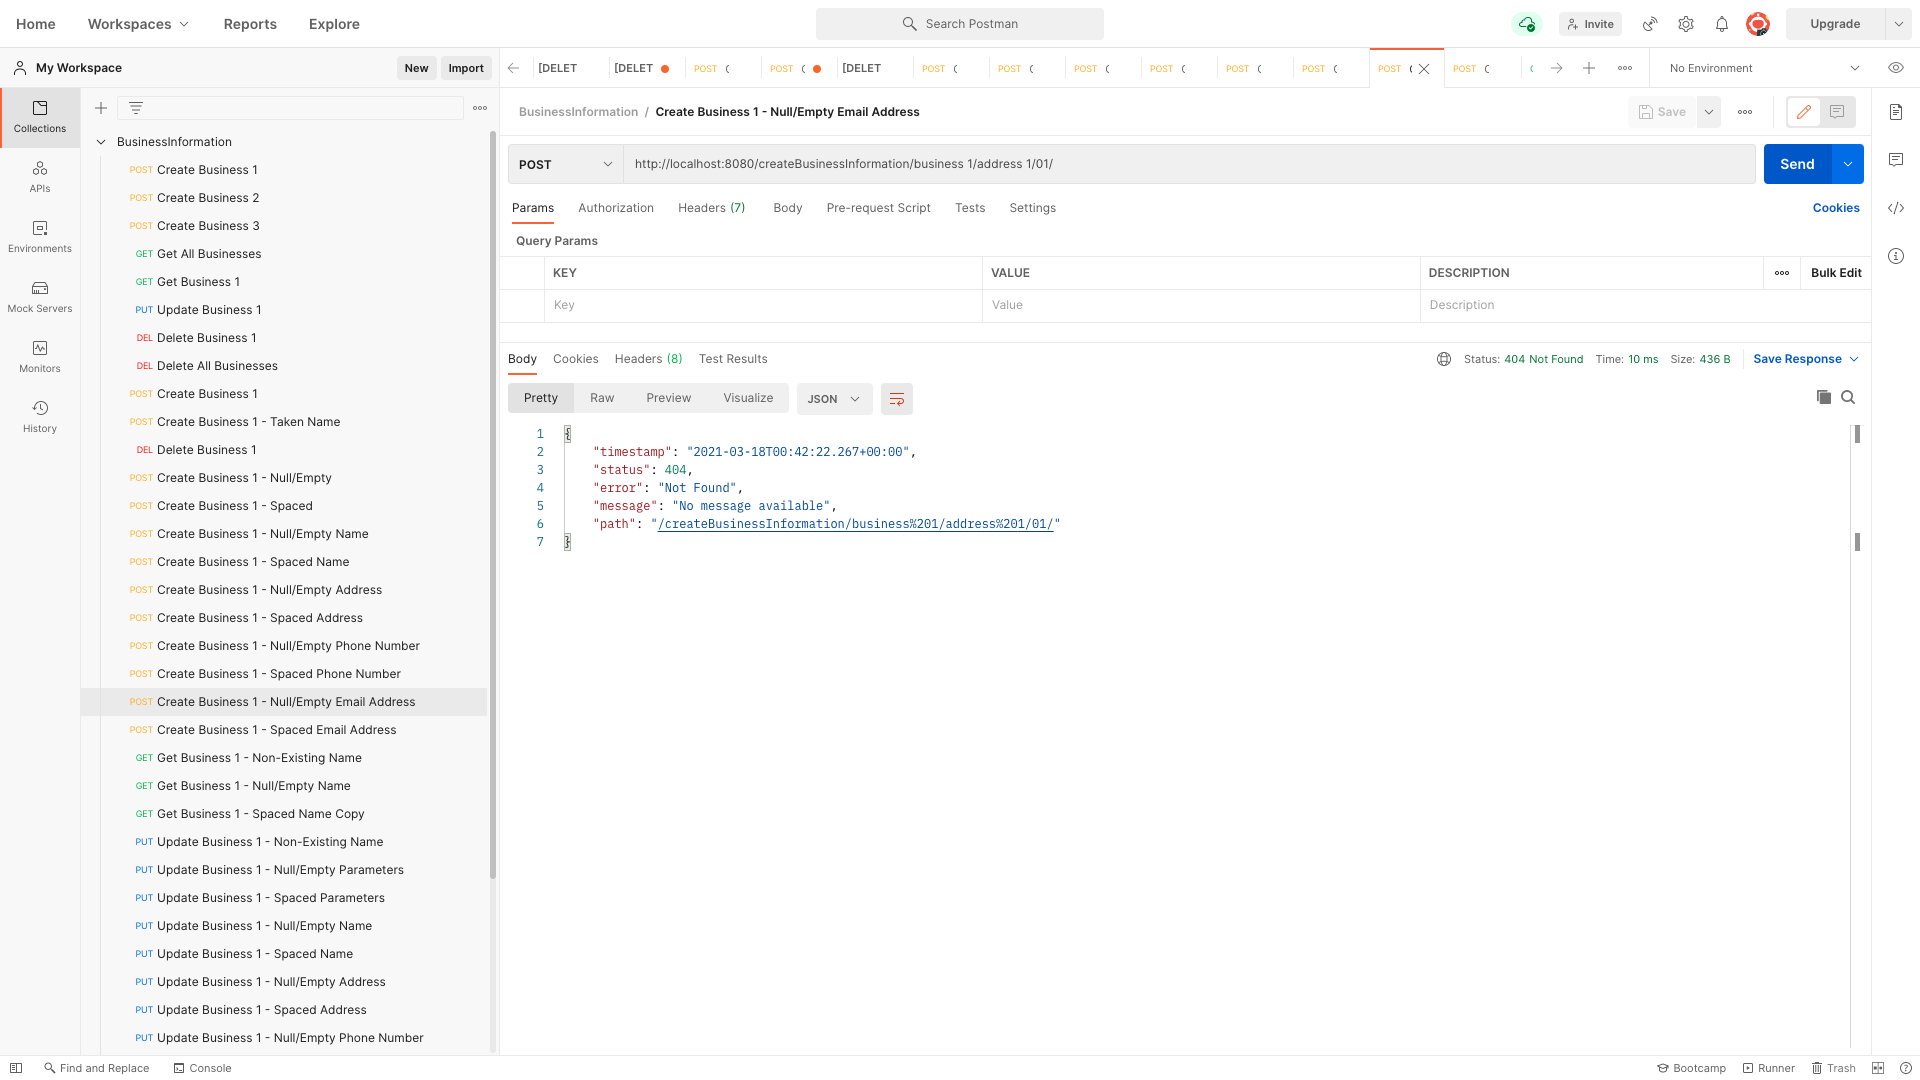 Home
Workspaces
Reports
Explore
Search Postman
Invite
Upgrade
My Workspace
New
Import
[DELET
[DELET
POST (
POST (
[DELET
POST (
POST (
POST (
POST (
POST (
POST (
POST (
POST (
No Environment
Collections
APIs
Environments
Mock Servers
Monitors
History
BusinessInformation
POST Create Business 1
POST Create Business 2
POST Create Business 3
GET Get All Businesses
GET Get Business 1
PUT Update Business 1
DEL Delete Business 1
DEL Delete All Businesses
POST Create Business 1
POST Create Business 1 - Taken Name
DEL Delete Business 1
POST Create Business 1 - Null/Empty
POST Create Business 1 - Spaced
POST Create Business 1 - Null/Empty Name
POST Create Business 1 - Spaced Name
POST Create Business 1 - Null/Empty Address
POST Create Business 1 - Spaced Address
POST Create Business 1 - Null/Empty Phone Number
POST Create Business 1 - Spaced Phone Number
POST Create Business 1 - Null/Empty Email Address
POST Create Business 1 - Spaced Email Address
GET Get Business 1 - Non-Existing Name
GET Get Business 1 - Null/Empty Name
GET Get Business 1 - Spaced Name Copy
PUT Update Business 1 - Non-Existing Name
PUT Update Business 1 - Null/Empty Parameters
PUT Update Business 1 - Spaced Parameters
PUT Update Business 1 - Null/Empty Name
PUT Update Business 1 - Spaced Name
PUT Update Business 1 - Null/Empty Address
PUT Update Business 1 - Spaced Address
PUT Update Business 1 - Null/Empty Phone Number
BusinessInformation / Create Business 1 - Null/Empty Email Address
Save
POST
http://localhost:8080/createBusinessInformation/business 1/address 1/01/
Send
Params
Authorization
Headers (7)
Body
Pre-request Script
Tests
Settings
Cookies
Query Params
KEY
VALUE
DESCRIPTION
Bulk Edit
Key
Value
Description
Body
Cookies
Headers (8)
Test Results
Status: 404 Not Found
Time: 10 ms
Size: 436 B
Save Response
Pretty
Raw
Preview
Visualize
JSON
1 {
2 "timestamp": "2021-03-18T00:42:22.267+00:00",
3 "status": 404,
4 "error": "Not Found",
5 "message": "No message available",
6 "path": "/createBusinessInformation/business%201/address%201/01/"
7 }
Find and Replace
Console
Bootcamp
Runner
Trash